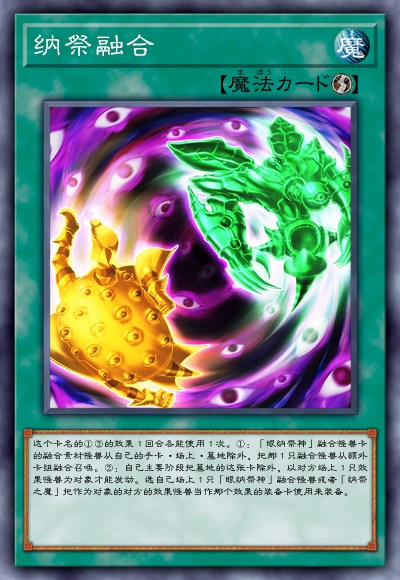 纳祭融合
魔
【魔法カード】
ま ほう
这个卡名的①②的效果1回合各能使用1次。①：「眼纳祭神」融合怪兽卡
的融合素材怪兽从自己的手卡・场上・墓地除外，把那1只融合怪兽从额外
卡组融合召唤。②：自己主要阶段把墓地的这张卡除外，以对方场上1只效
果怪兽为对象才能发动。选自己场上1只「眼纳祭神」融合怪兽或者「纳祭
之魔」把作为对象的对方的效果怪兽当作那个效果的装备卡使用来装备。